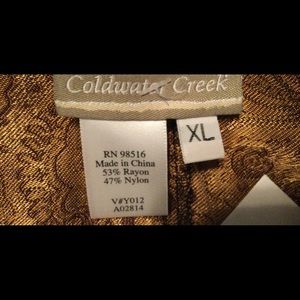 Coldwater Creek
XL
RN 98516
Made in China
53% Rayon
47% Nylon
V#Y012
A02814